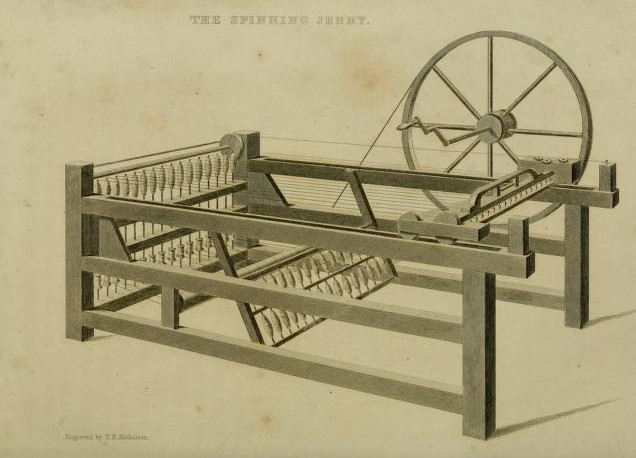 THE SPINNING JENNY.
Engraved by T.E. Nicholson.